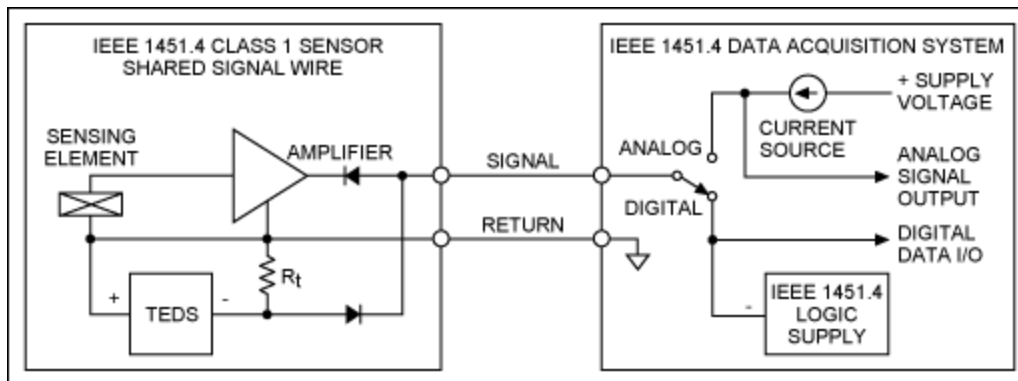 IEEE 1451.4 CLASS 1 SENSOR
SHARED SIGNAL WIRE
SENSING
ELEMENT
AMPLIFIER
Rt
+
TEDS
-
SIGNAL
RETURN
IEEE 1451.4 DATA ACQUISITION SYSTEM
+ SUPPLY
VOLTAGE
CURRENT
SOURCE
ANALOG
ANALOG
SIGNAL
OUTPUT
DIGITAL
DIGITAL
DATA I/O
-
IEEE 1451.4
LOGIC
SUPPLY